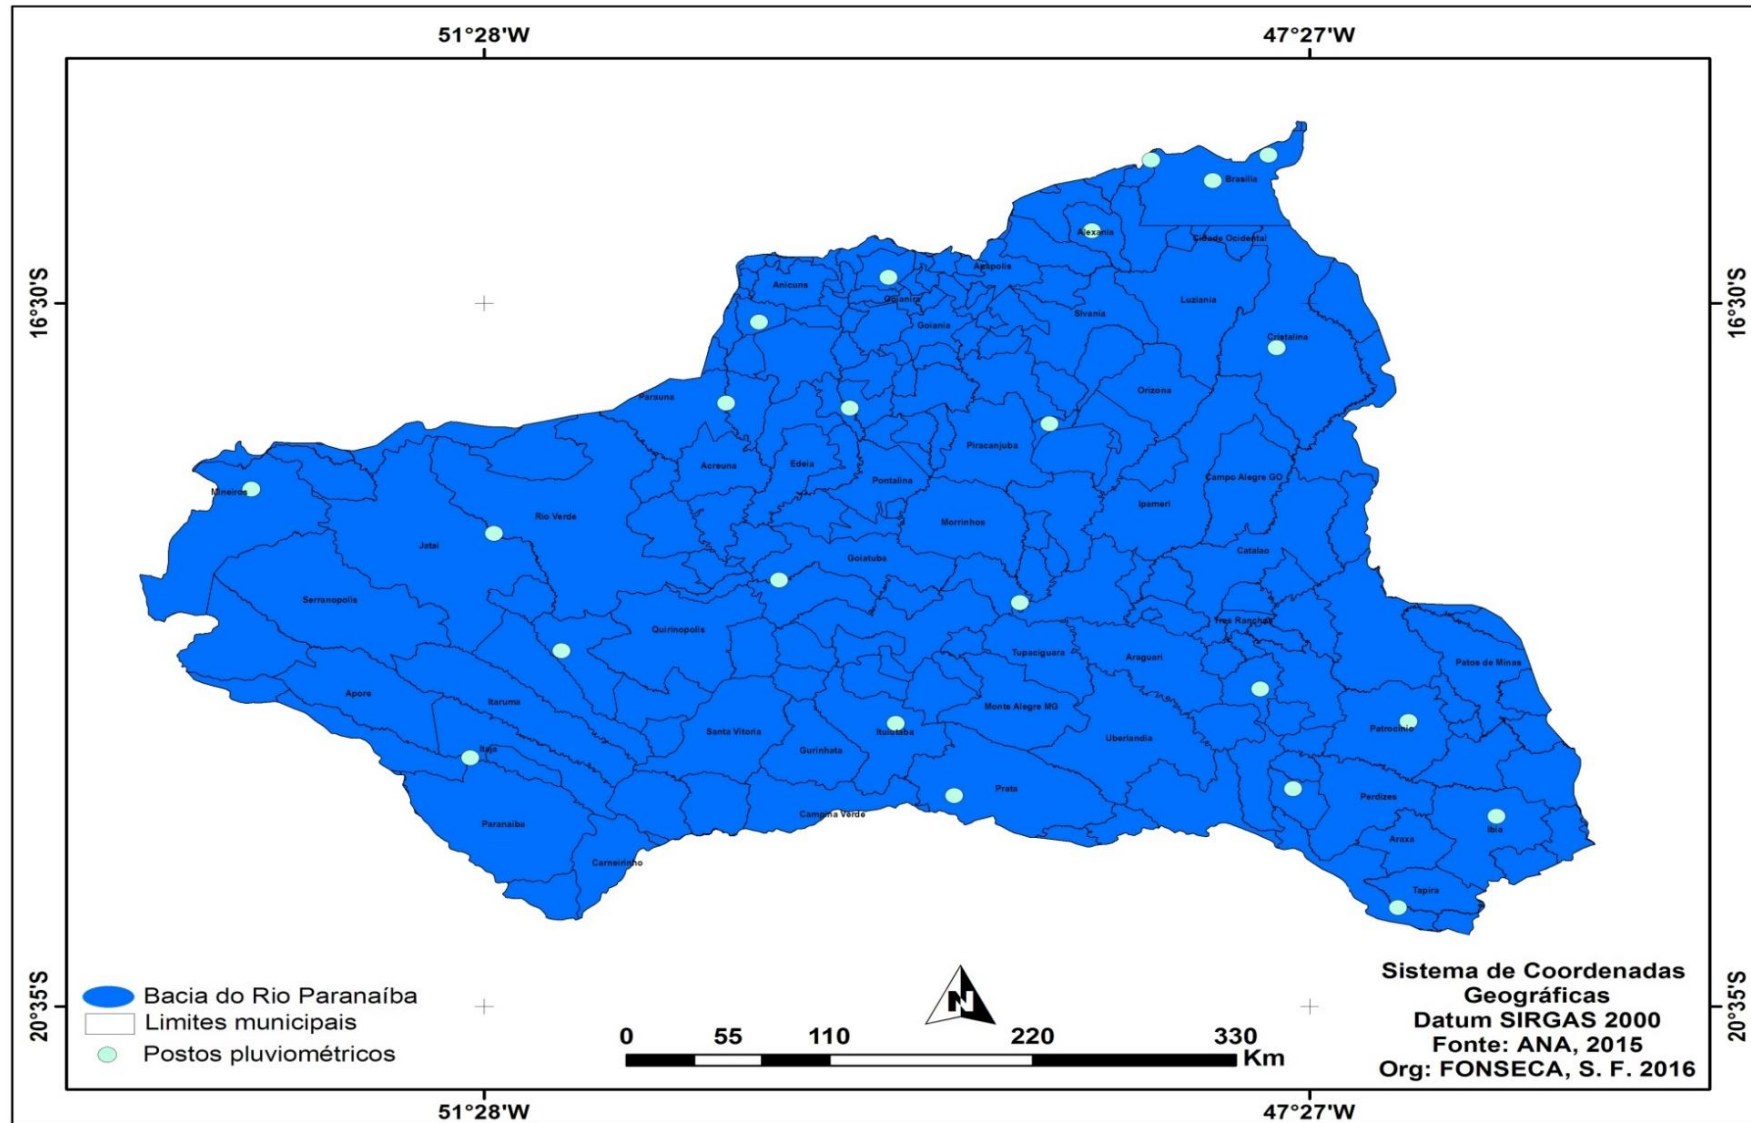 51°28'W 47°27'W
16°30'S 16°30'S
Brasilia
Alexania
Cidade Ocidental
Anapolis
Anicuns
Goianira
Luziania
Silvania
Goiania
Cristalina
Orizona
Parauna
Piracanjuba
Acreuna
Edeia
Pontalina
Campo Alegre GO
Mineiros
Ipameri
Rio Verde
Morrinhos
Jatai
Catalao
Goiatuba
Serranopolis
Tres Ranchos
Quirinopolis
Tupaciguara
Araguari
Patos de Minas
Apore
Itaruma
Monte Alegre MG
Patrocinio
Santa Vitoria
Ituiutaba
Uberlandia
Itaja
Gurinhata
Prata
Perdizes
Campina Verde
Paranaiba
Ibia
Araxa
Carneirinho
Tapira
Bacia do Rio Paranaíba
Limites municipais
Postos pluviométricos
N
0 55 110 220 330
Km
Sistema de Coordenadas
Geográficas
Datum SIRGAS 2000
Fonte: ANA, 2015
Org: FONSECA, S. F. 2016
20°35'S 20°35'S
51°28'W 47°27'W